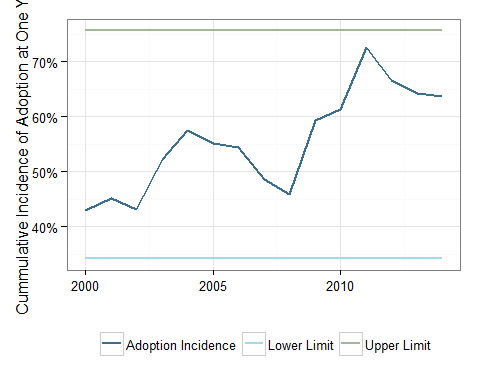 Cummulative Incidence of Adoption at One Y
70%
60%
50%
40%
2000
2005
2010
Adoption Incidence
Lower Limit
Upper Limit